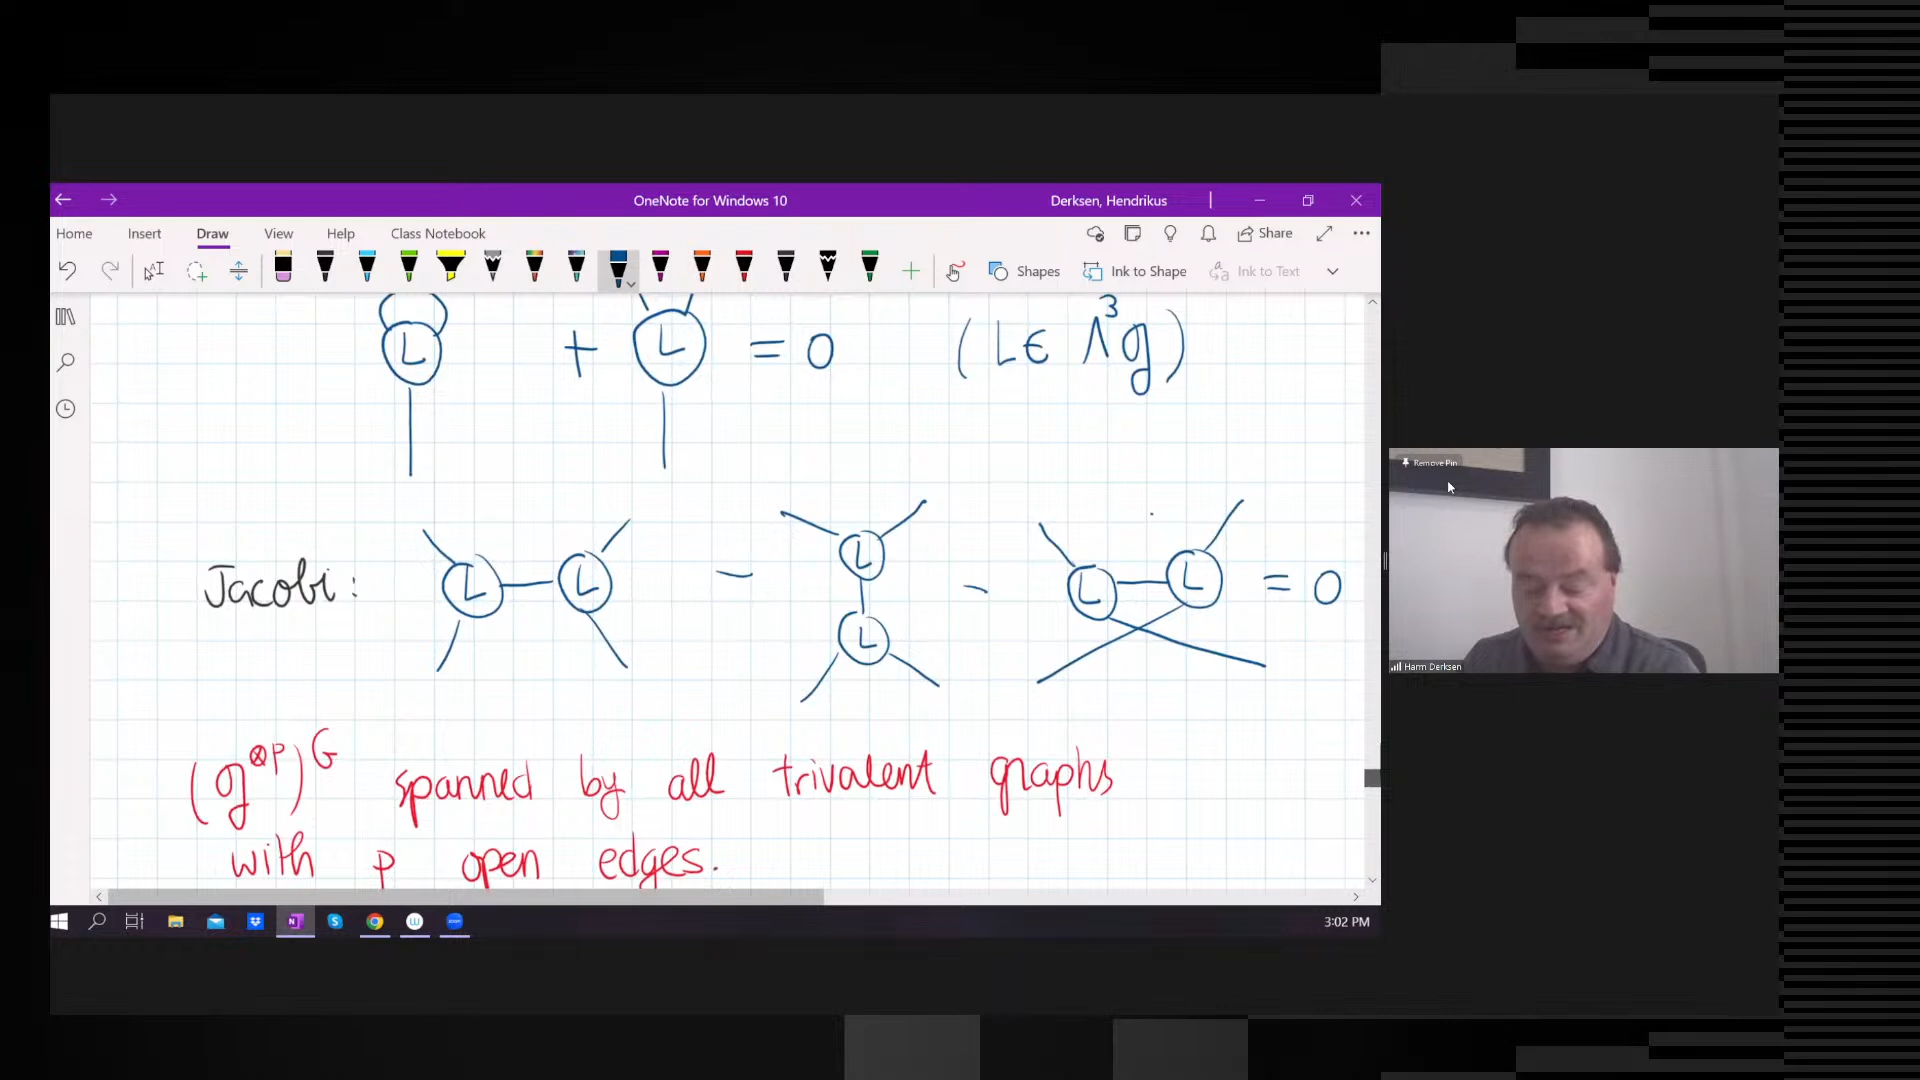 OneNote for Windows 10
Derksen, Hendrikus
Home Insert Draw View Help Class Notebook
Share
Shapes Ink to Shape Ink to Text
L + L = 0 (L ∈ Λ³g)
Remove Pin
Jacobi: L L - L L - L L = 0
Harm Derksen
(g^{⊗p})^G spanned by all trivalent graphs
with p open edges.
3:02 PM